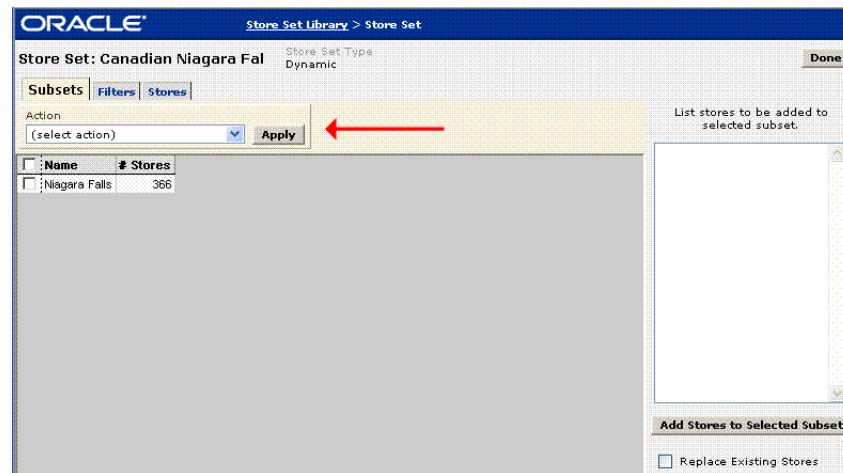 ORACLE
Store Set Library > Store Set
Store Set: Canadian Niagara Fal
Store Set Type
Dynamic
Done
Subsets
Filters
Stores
Action
(select action)
Apply
Name # Stores
Niagara Falls 366
List stores to be added to
selected subset.
Add Stores to Selected Subset
Replace Existing Stores